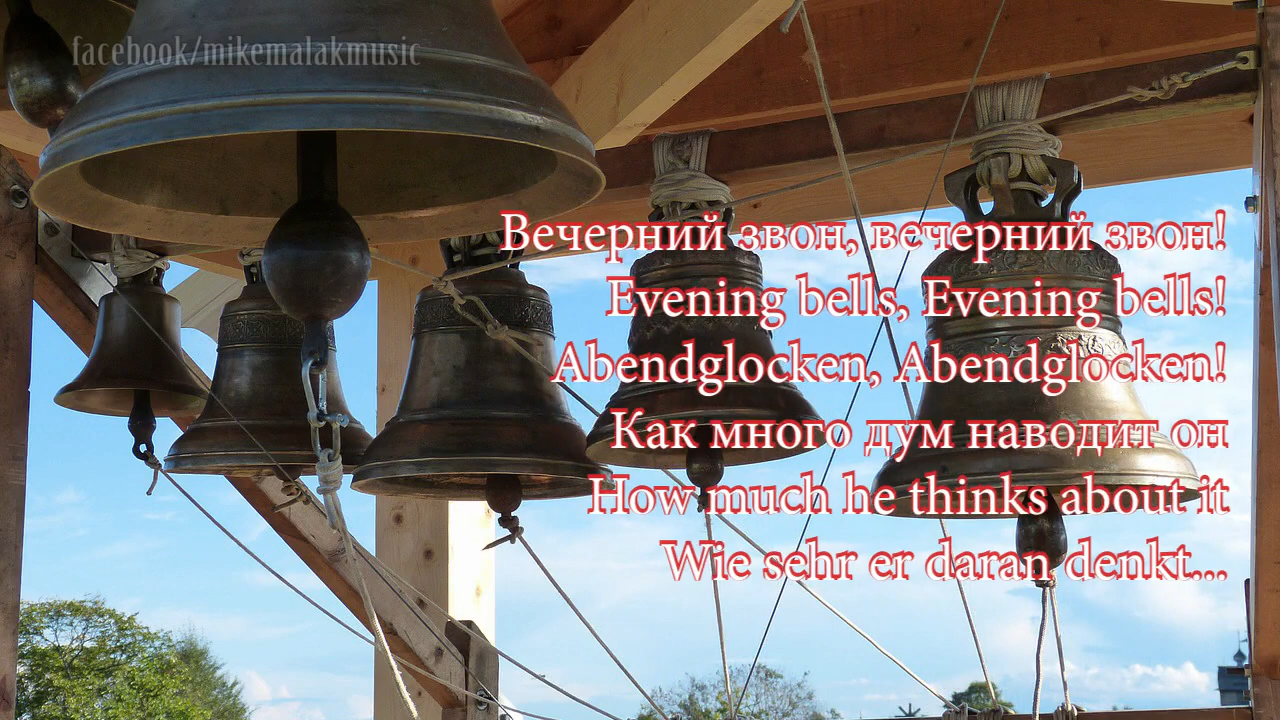 facebook/mikemalakmusic
Вечерний звон, вечерний звон!
Evening bells, Evening bells!
Abendglocken, Abendglocken!
Как много дум наводит он
How much he thinks about it
Wie sehr er daran denkt...